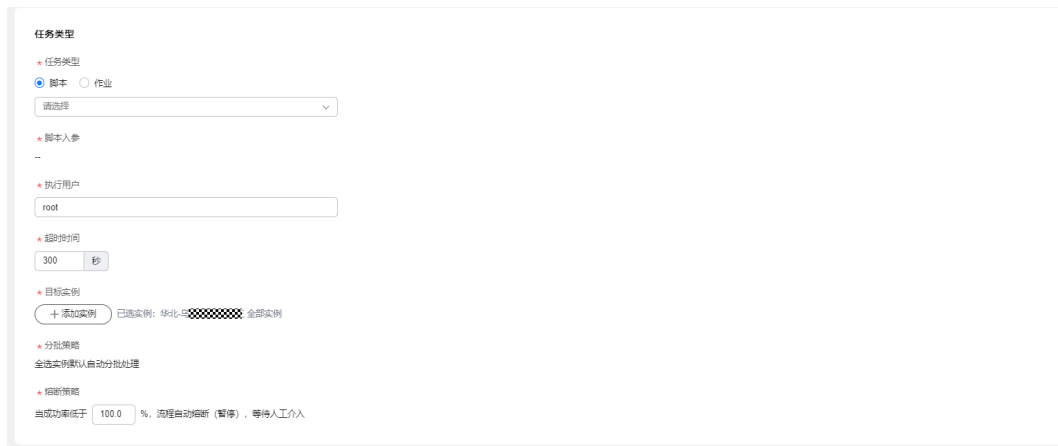 任务类型
* 任务类型
脚本 作业
请选择
* 脚本入参
--
* 执行用户
root
* 超时时间
300 秒
* 目标实例
+ 添加实例 已选实例：华北-乌 全部实例
* 分批策略
全选实例默认自动分批处理
* 熔断策略
当成功率低于 100.0 %，流程自动熔断（暂停），等待人工介入